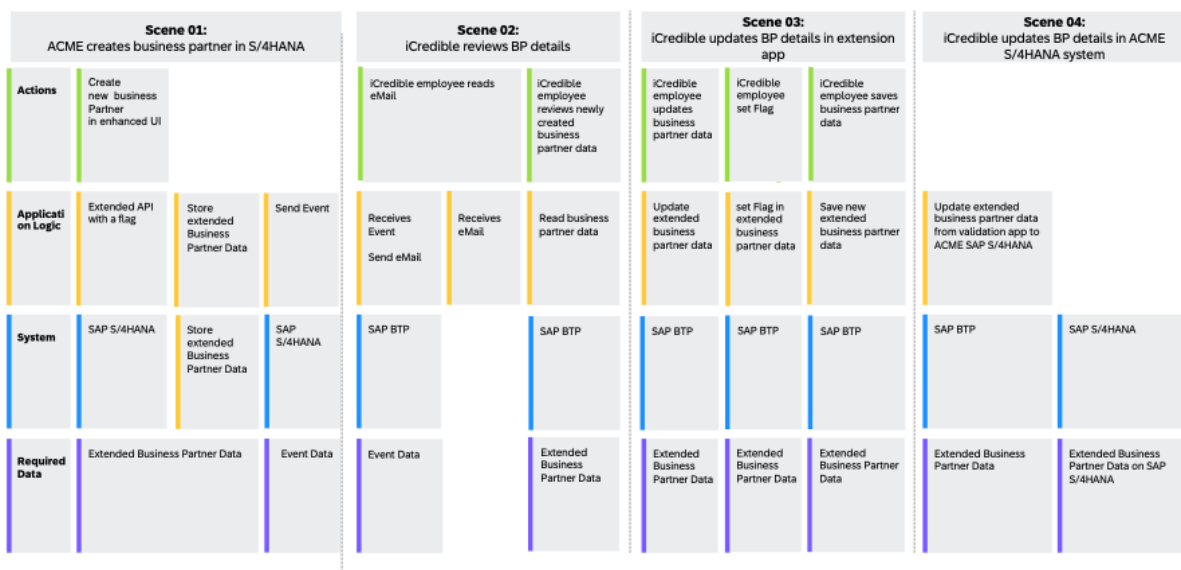 Scene 01:
ACME creates business partner in S/4HANA
Scene 02:
iCredible reviews BP details
Scene 03:
iCredible updates BP details in extension
app
Scene 04:
iCredible updates BP details in ACME
S/4HANA system
Actions
Create
new business
Partner
in enhanced UI
iCredible employee reads
eMail
iCredible
employee
reviews newly
created
business
partner data
iCredible
employee
updates
business
partner data
iCredible
employee
set Flag
iCredible
employee saves
business partner
data
Applicati
on Logic
Extended API
with a flag
Store
extended
Business
Partner Data
Send Event
Receives
Event
Send eMail
Receives
eMail
Read business
partner data
Update
extended
business
partner data
set Flag in
extended
business
partner data
Save new
extended
business partner
data
Update extended
business partner data
from validation app to
ACME SAP S/4HANA
System
SAP S/4HANA
Store
extended
Business
Partner Data
SAP
S/4HANA
SAP BTP
SAP BTP
SAP BTP
SAP BTP
SAP BTP
SAP BTP
SAP S/4HANA
Required
Data
Extended Business Partner Data
Event Data
Event Data
Extended
Business
Partner Data
Extended
Business
Partner Data
Extended
Business
Partner Data
Extended
Business Partner
Data
Extended Business
Partner Data
Extended Business
Partner Data on SAP
S/4HANA